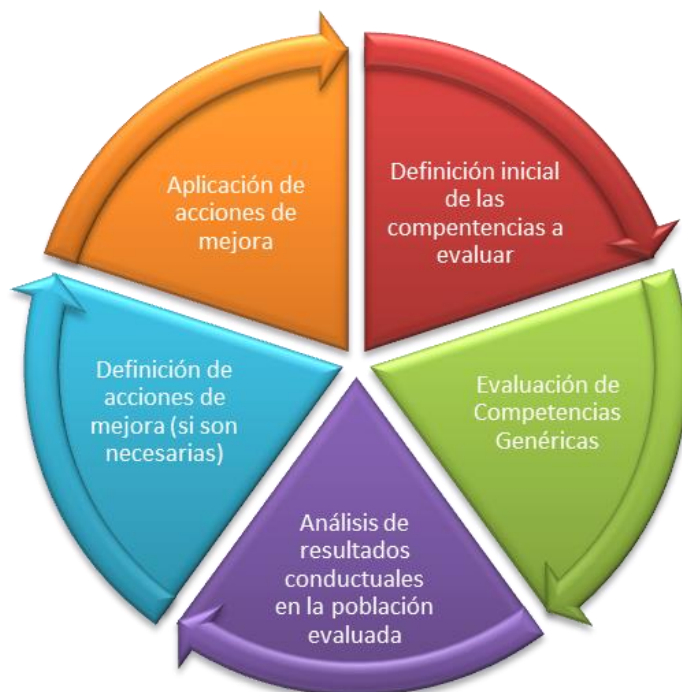 Definición inicial
de las
compentencias a
evaluar
Evaluación de
Competencias
Genéricas
Análisis de
resultados
conductuales
en la población
evaluada
Definición de
acciones de
mejora (si son
necesarias)
Aplicación de
acciones de
mejora